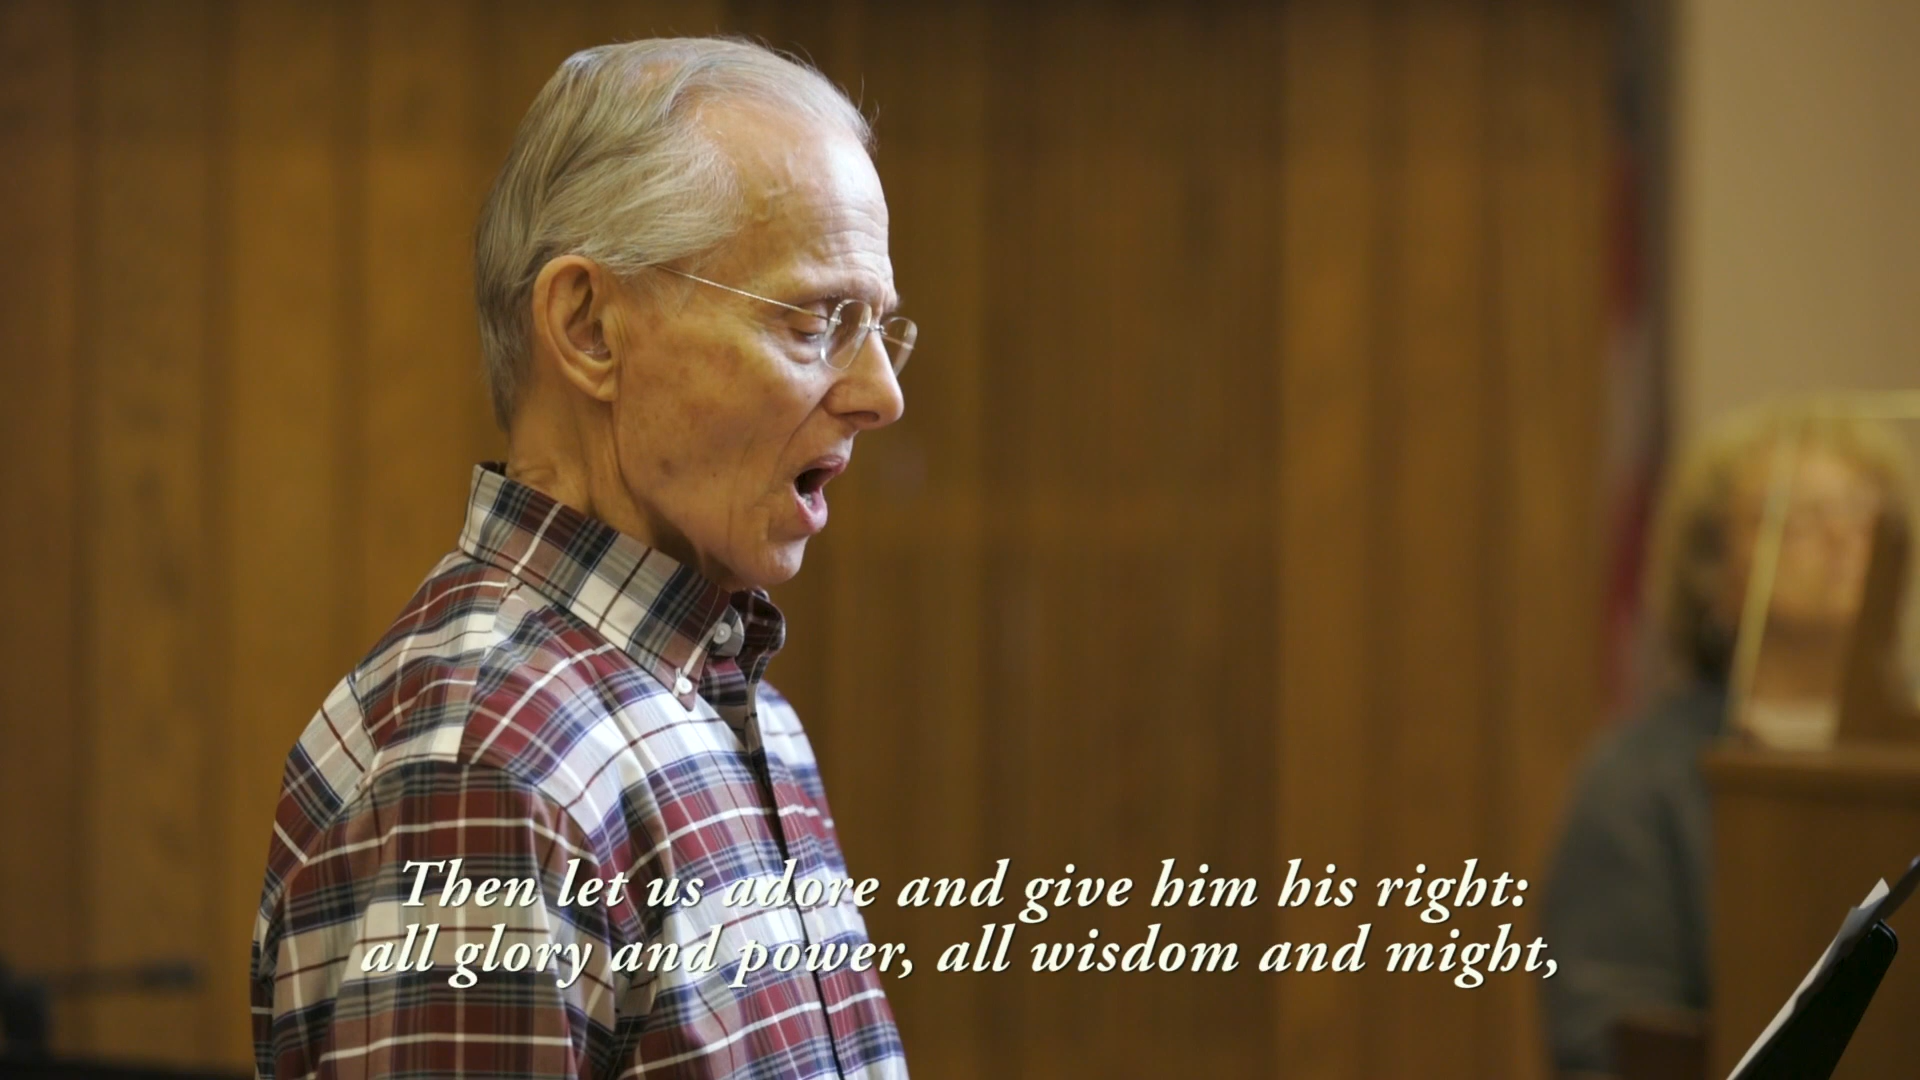 Then let us adore and give him his right:
all glory and power, all wisdom and might,